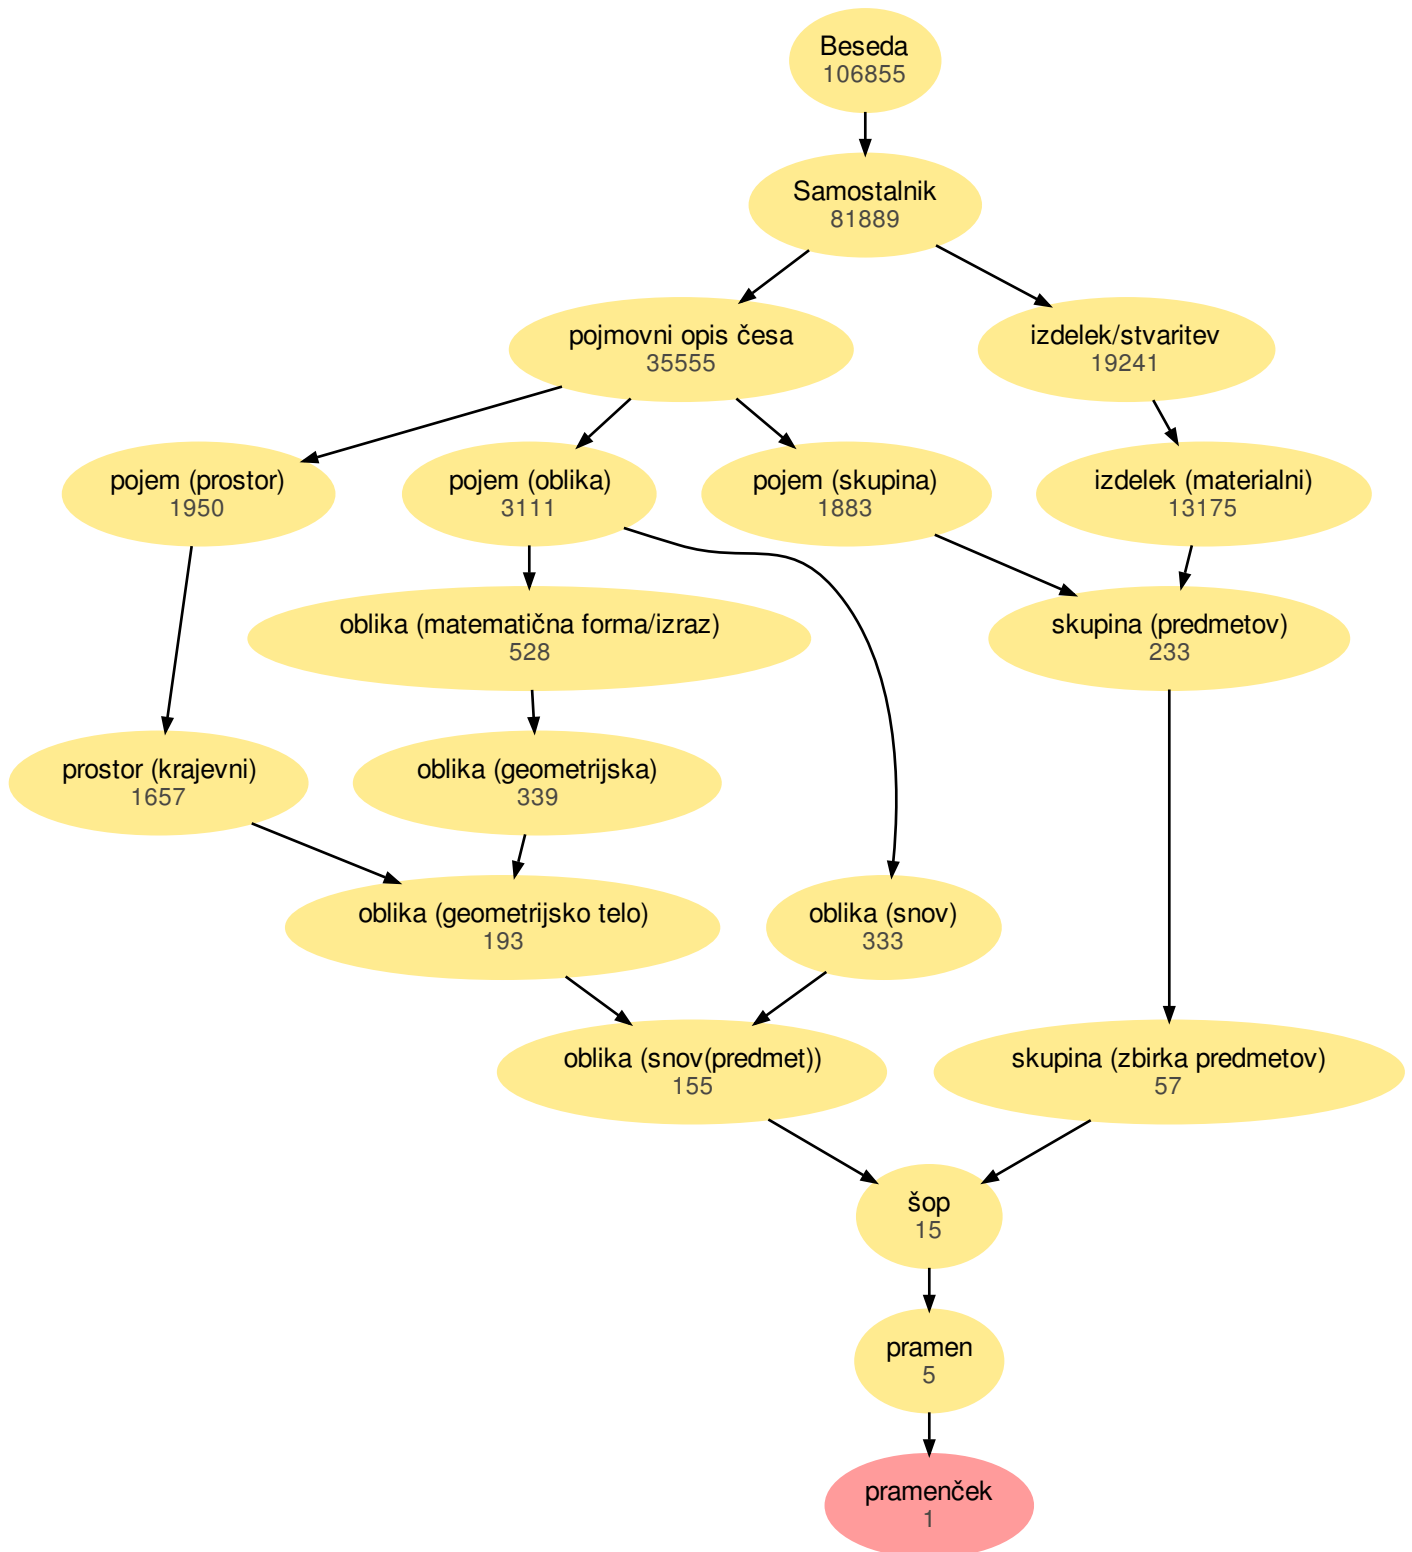 Beseda
106855
Samostalnik
81889
pojmovni opis česa
35555
izdelek/stvaritev
19241
pojem (prostor)
1950
pojem (oblika)
3111
pojem (skupina)
1883
izdelek (materialni)
13175
oblika (matematična forma/izraz)
528
skupina (predmetov)
233
prostor (krajevni)
1657
oblika (geometrijska)
339
oblika (geometrijsko telo)
193
oblika (snov)
333
oblika (snov(predmet))
155
skupina (zbirka predmetov)
57
šop
15
pramen
5
pramenček
1